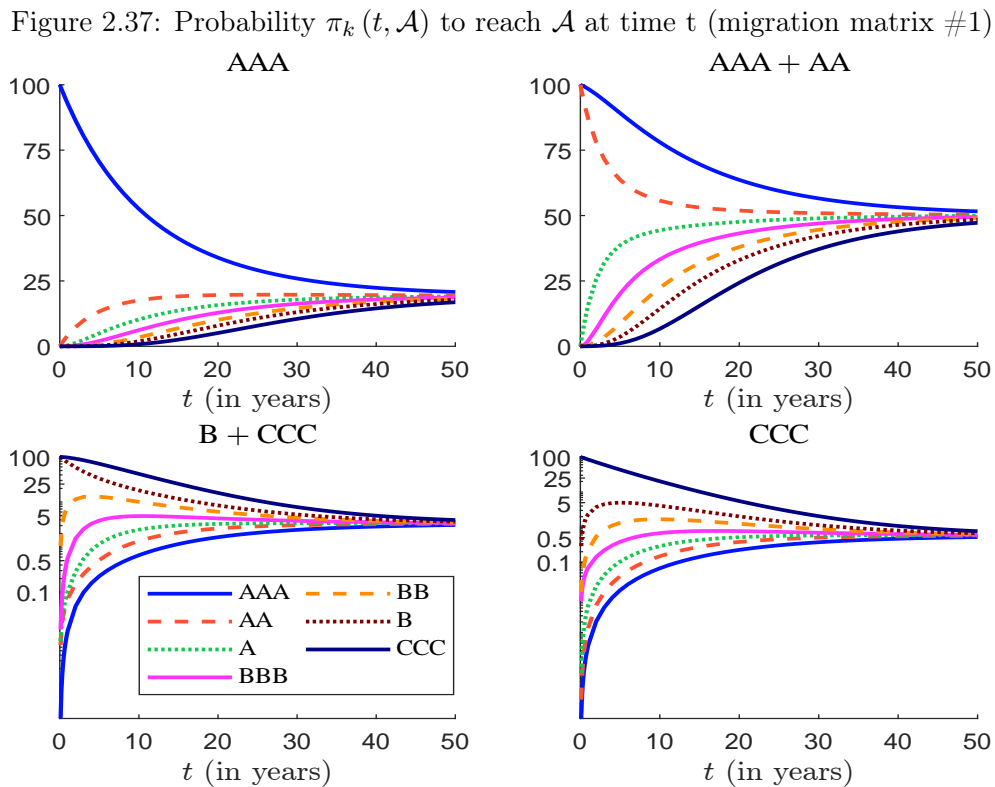 Figure 2.37: Probability π_k (t, 𝒜) to reach 𝒜 at time t (migration matrix #1)
AAA
100
75
50
25
0
0 10 20 30 40 50
t (in years)
AAA + AA
100
75
50
25
0
0 10 20 30 40 50
t (in years)
B + CCC
100
25
5
0.5
0.1
AAA
AA
A
BBB
BB
B
CCC
0 10 20 30 40 50
t (in years)
CCC
100
25
5
0.5
0.1
0 10 20 30 40 50
t (in years)